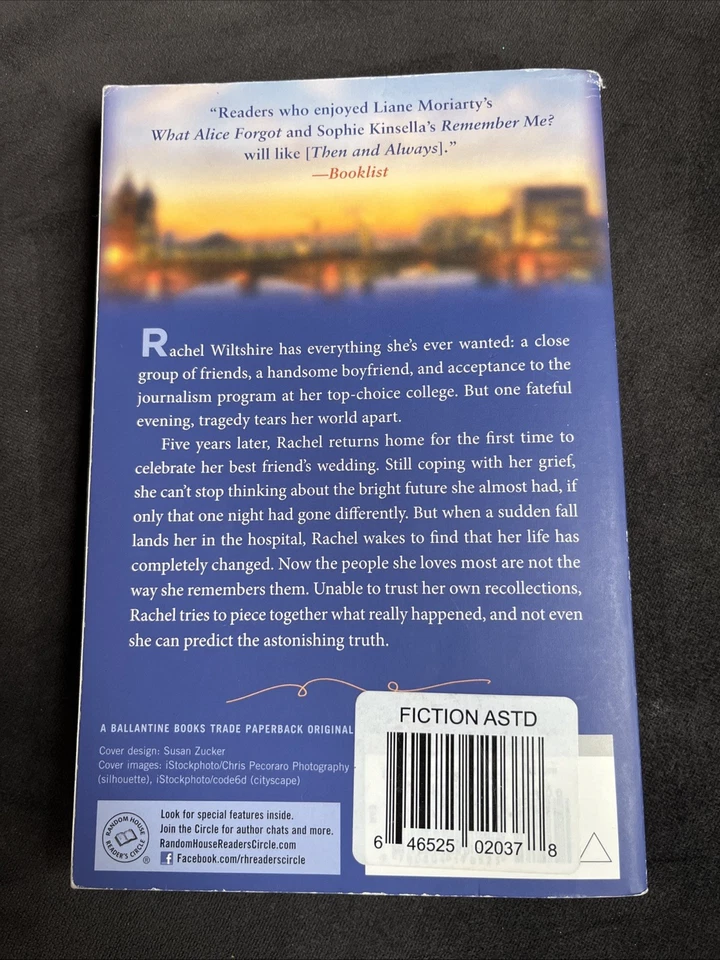 “Readers who enjoyed Liane Moriarty’s
What Alice Forgot and Sophie Kinsella’s Remember Me?
will like [Then and Always].”
—Booklist
Rachel Wiltshire has everything she’s ever wanted: a close
group of friends, a handsome boyfriend, and acceptance to the
journalism program at her top-choice college. But one fateful
evening, tragedy tears her world apart.
Five years later, Rachel returns home for the first time to
celebrate her best friend’s wedding. Still coping with her grief,
she can’t stop thinking about the bright future she almost had, if
only that one night had gone differently. But when a sudden fall
lands her in the hospital, Rachel wakes to find that her life has
completely changed. Now the people she loves most are not the
way she remembers them. Unable to trust her own recollections,
Rachel tries to piece together what really happened, and not even
she can predict the astonishing truth.
A BALLANTINE BOOKS TRADE PAPERBACK ORIGINAL
Cover design: Susan Zucker
Cover images: iStockphoto/Chris Pecoraro Photography
(silhouette), iStockphoto/code6d (cityscape)
RANDOM HOUSE READER'S CIRCLE ®
Look for special features inside.
Join the Circle for author chats and more.
RandomHouseReadersCircle.com
Facebook.com/rhreaderscircle
FICTION ASTD
6 46525 02037 8